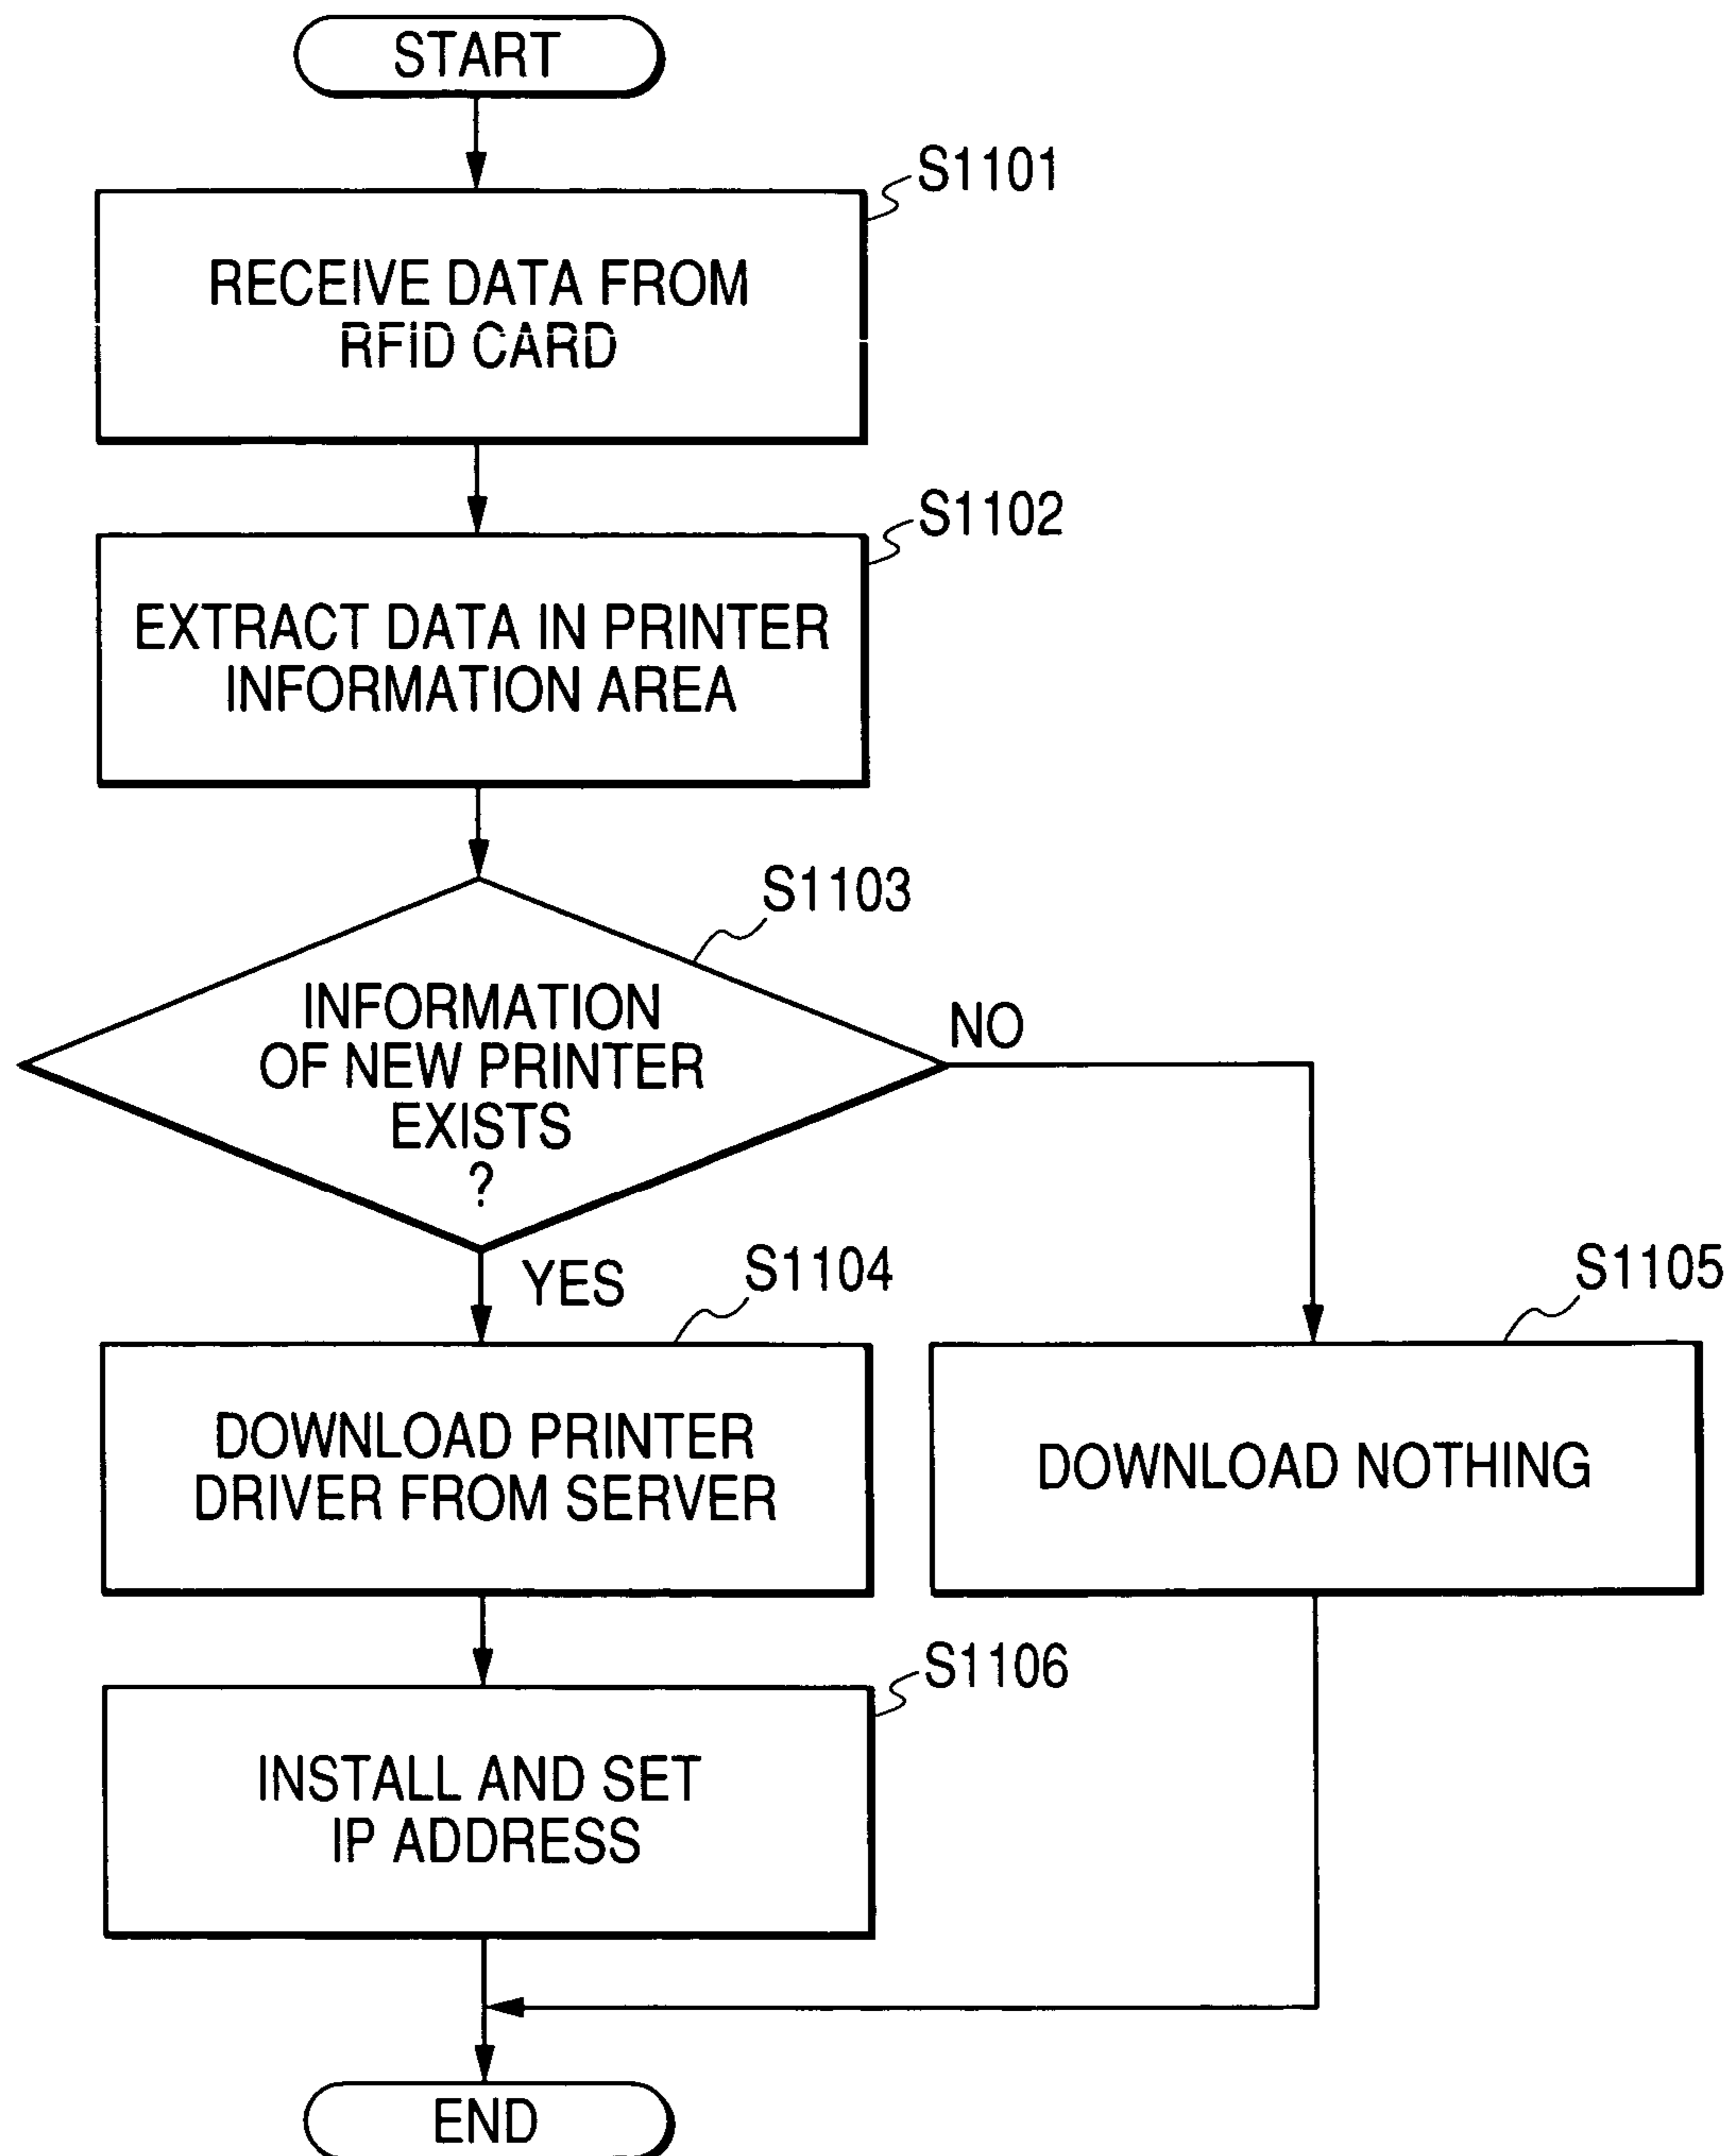 START
S1101
RECEIVE DATA FROM
RFID CARD
S1102
EXTRACT DATA IN PRINTER
INFORMATION AREA
S1103
INFORMATION
OF NEW PRINTER
EXISTS
?
NO
YES
S1104
S1105
DOWNLOAD PRINTER
DRIVER FROM SERVER
DOWNLOAD NOTHING
S1106
INSTALL AND SET
IP ADDRESS
END